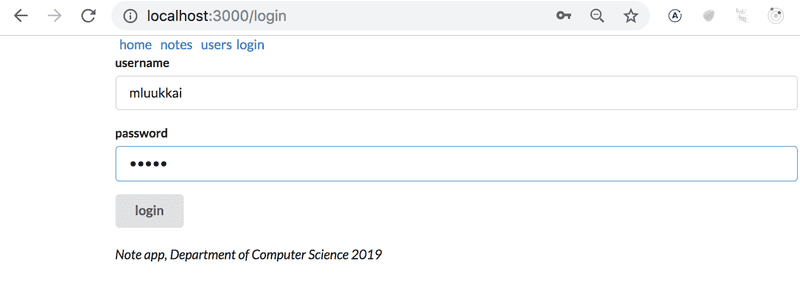 localhost:3000/login
home notes users login
username
mluukkai
password
•••••
login
Note app, Department of Computer Science 2019